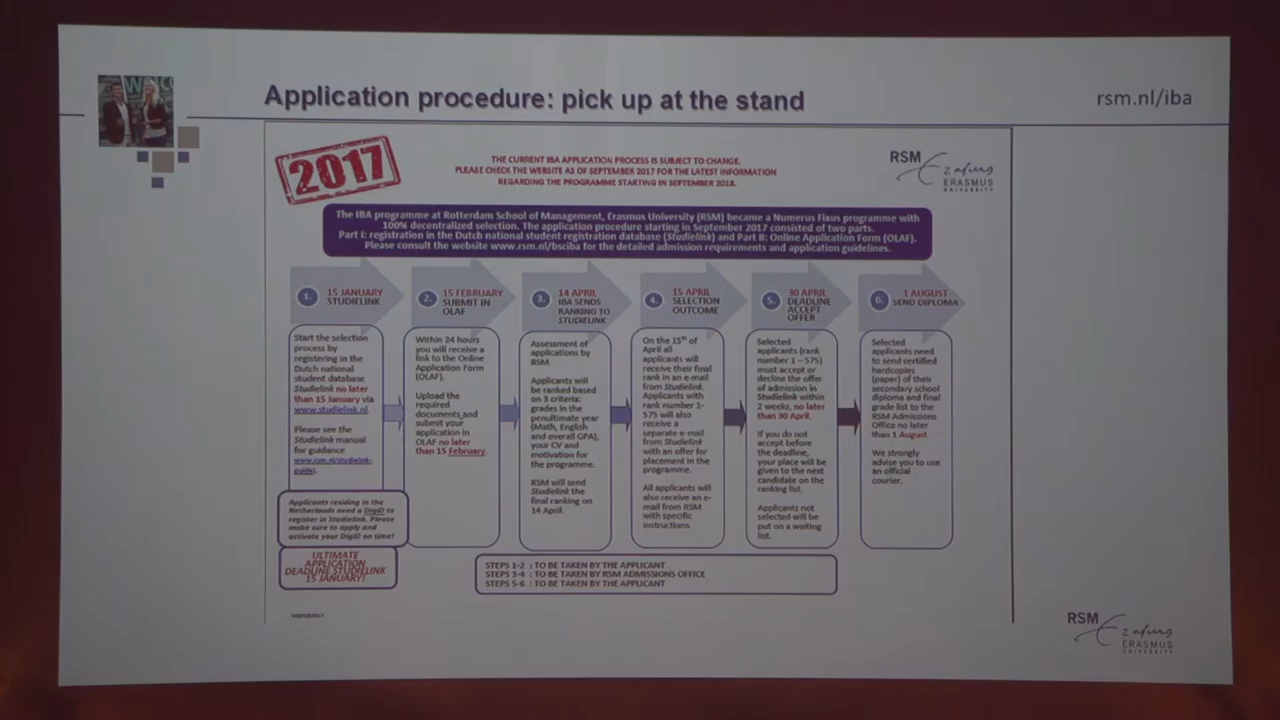 Application procedure: pick up at the stand
rsm.nl/iba
2017
THE CURRENT IBA APPLICATION PROCESS IS SUBJECT TO CHANGE.
PLEASE CHECK THE WEBSITE AS OF SEPTEMBER 2017 FOR THE LATEST INFORMATION
REGARDING THE PROGRAMME STARTING IN SEPTEMBER 2018.
RSM
Erasmus
ERASMUS
UNIVERSITY
The IBA programme at Rotterdam School of Management, Erasmus University (RSM) became a Numerus Fixus programme with
100% decentralized selection. The application procedure starting in September 2017 consisted of two parts.
Part I: registration in the Dutch national student registration database (Studielink) and Part II: Online Application Form (OLAF).
Please consult the website www.rsm.nl/bsciba for the detailed admission requirements and application guidelines.
1. 15 JANUARY
STUDIELINK
Start the selection
process by
registering in the
Dutch national
student database
Studielink no later
than 15 January via
www.studielink.nl.
Please see the
Studielink manual
for guidance
www.rsm.nl/studielink-
guide).
Applicants residing in the
Netherlands need a DigiD to
register in Studielink. Please
make sure to apply and
activate your DigiD on time!
ULTIMATE
APPLICATION
DEADLINE STUDIELINK
15 JANUARY!
2. 15 FEBRUARY
SUBMIT IN
OLAF
Within 24 hours
you will receive a
link to the Online
Application Form
(OLAF).
Upload the
required
documents and
submit your
application in
OLAF no later
than 15 February.
3. 14 APRIL
IBA SENDS
RANKING TO
STUDIELINK
Assessment of
applications by
RSM.
Applicants will
be ranked based
on 3 criteria:
grades in the
penultimate year
(Math, English
and overall GPA),
your CV and
motivation for
the programme.
RSM will send
Studielink the
final ranking on
14 April.
4. 15 APRIL
SELECTION
OUTCOME
On the 15th of
April all
applicants will
receive their final
rank in an e-mail
from Studielink.
Applicants with
rank number 1-
575 will also
receive a
separate e-mail
from Studielink
with an offer for
placement in the
programme.
All applicants will
also receive an e-
mail from RSM
with specific
instructions.
5. 30 APRIL
DEADLINE
ACCEPT
OFFER
Selected
applicants (rank
number 1 – 575)
must accept or
decline the offer
of admission in
Studielink within
2 weeks, no later
than 30 April.
If you do not
accept before
the deadline,
your place will be
given to the next
candidate on the
ranking list.
Applicants not
selected will be
put on a waiting
list.
6. 1 AUGUST
SEND DIPLOMA
Selected
applicants need
to send certified
hardcopies
(paper) of their
secondary school
diploma and final
grade list to the
RSM Admissions
Office no later
than 1 August.
We strongly
advise you to use
an official
courier.
STEPS 1-2 : TO BE TAKEN BY THE APPLICANT
STEPS 3-4 : TO BE TAKEN BY RSM ADMISSIONS OFFICE
STEPS 5-6 : TO BE TAKEN BY THE APPLICANT
RSM
Erasmus
ERASMUS
UNIVERSITY